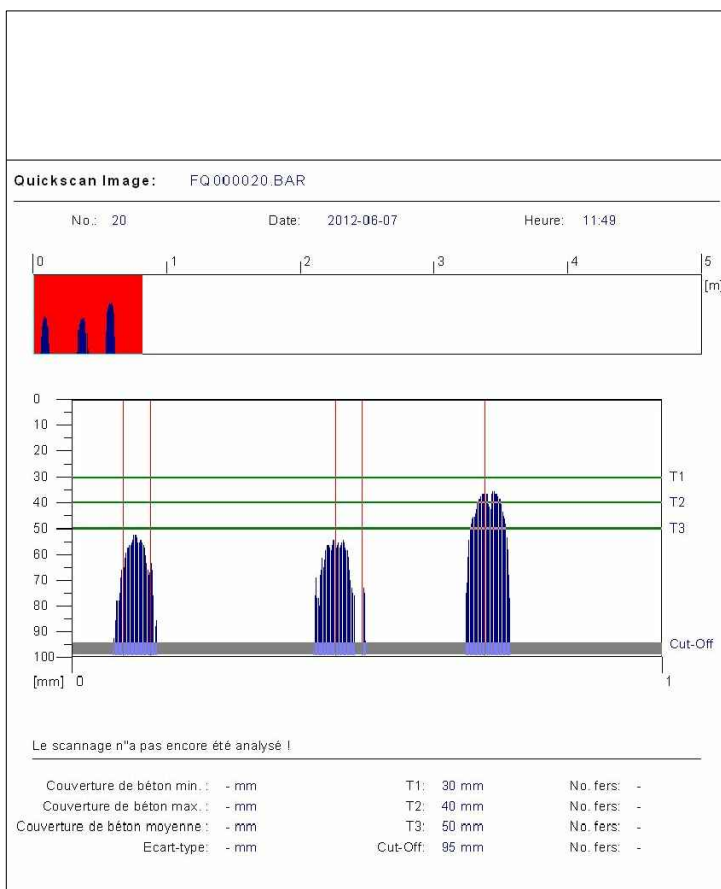 Quickscan Image: FQ000020.BAR
No.: 20 Date: 2012-06-07 Heure: 11:49
0 1 2 3 4 5
[m]
0
10
20
30 T1
40 T2
50 T3
60
70
80
90
Cut-Off
100
[mm] 0 1
Le scannage n"a pas encore été analysé !
Couverture de béton min. : - mm T1: 30 mm No. fers: -
Couverture de béton max. : - mm T2: 40 mm No. fers: -
Couverture de béton moyenne : - mm T3: 50 mm No. fers: -
Ecart-type: - mm Cut-Off: 95 mm No. fers: -